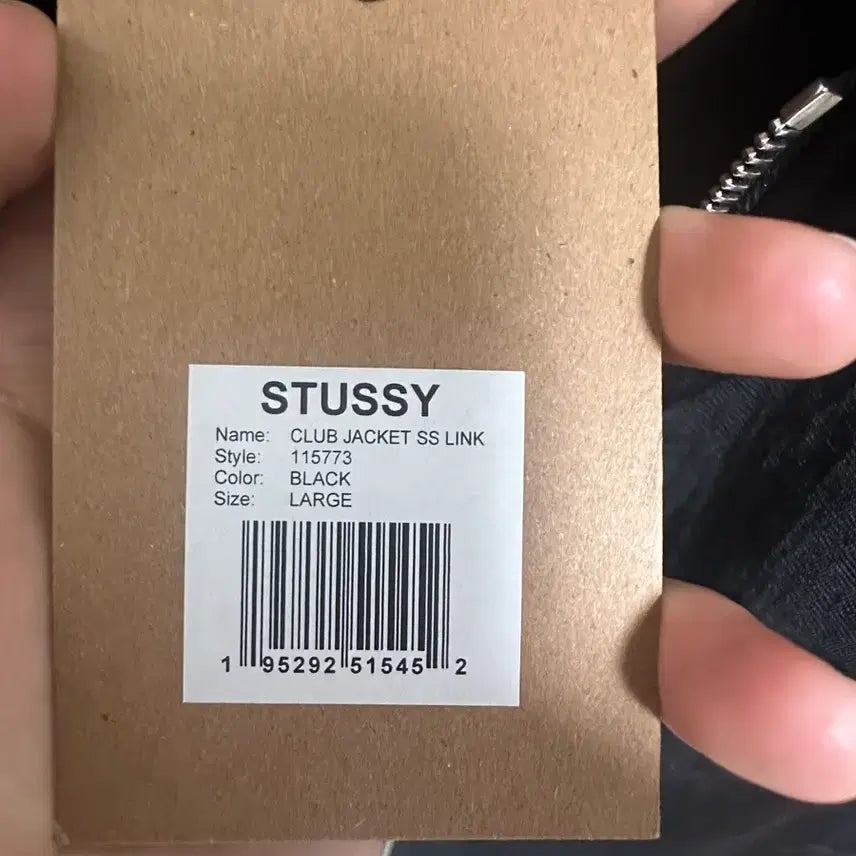 STUSSY
Name: CLUB JACKET SS LINK
Style: 115773
Color: BLACK
Size: LARGE
1 95292 51545 2